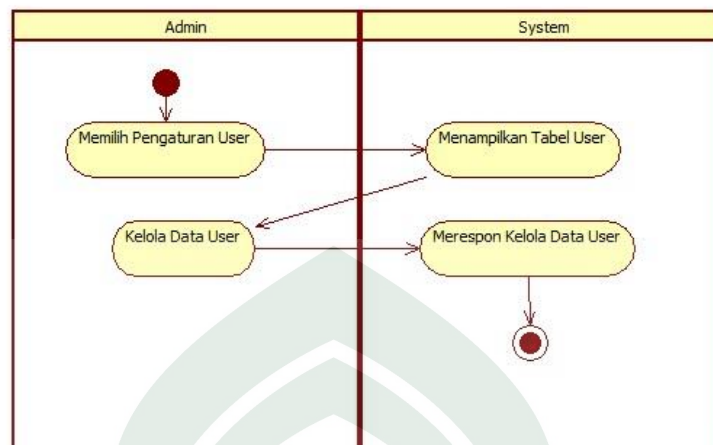 Admin
System
Memilih Pengaturan User
Menampilkan Tabel User
Kelola Data User
Merespon Kelola Data User